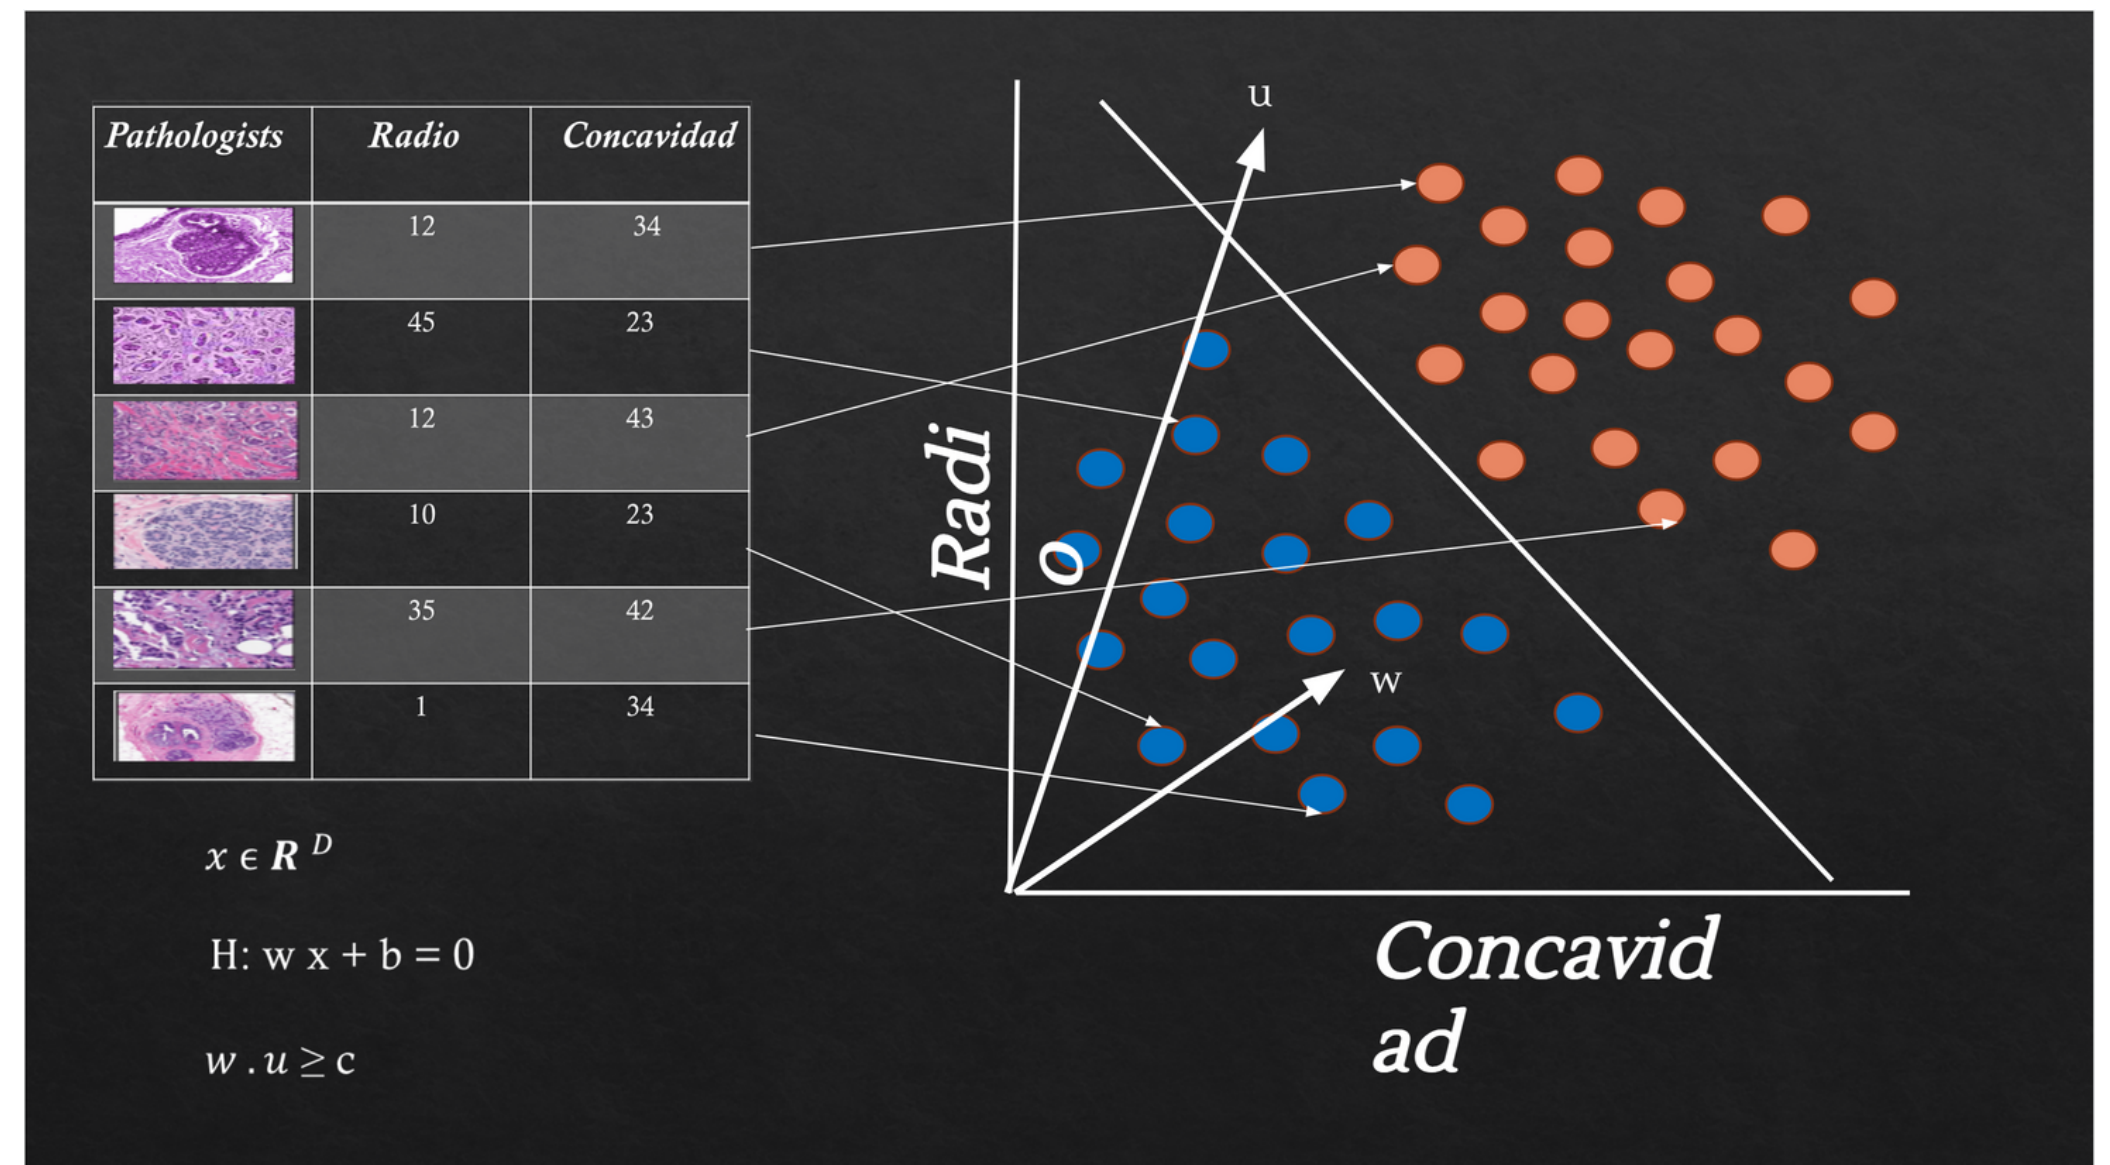 Pathologists Radio Concavidad
12 34
45 23
12 43
10 23
35 42
1 34
x ϵ R D
H: w x + b = 0
w . u ≥ c
u
w
Radi
o
Concavid
ad